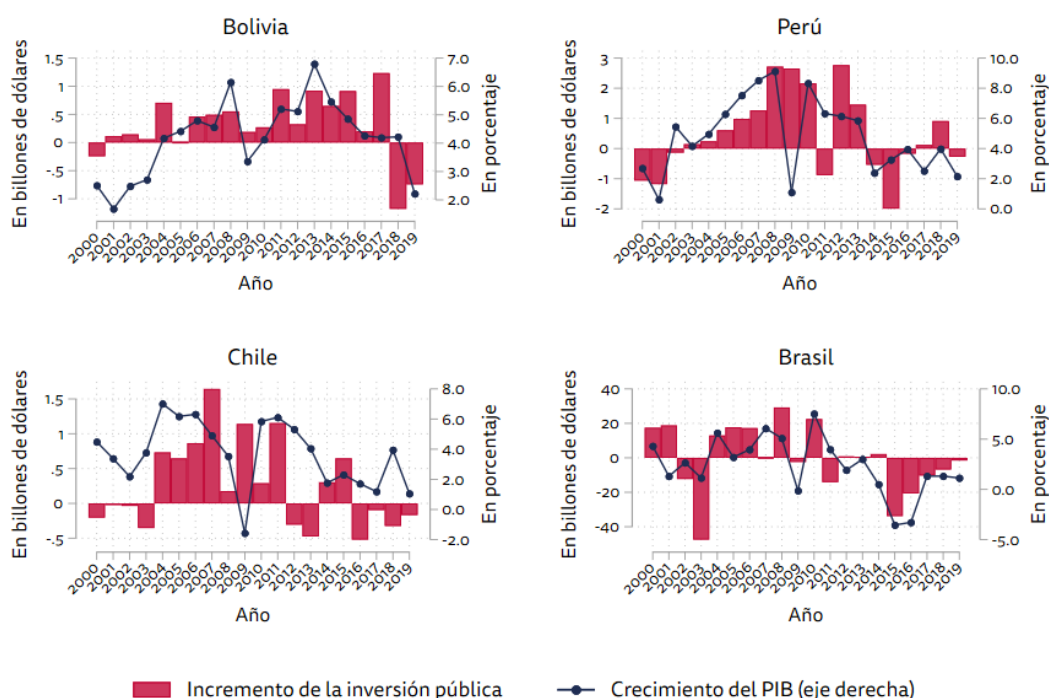 Bolivia
En billones de dólares
1.5
1
.5
0
-.5
-1
7.0
6.0
5.0
4.0
3.0
2.0
En porcentaje
2000 2001 2002 2003 2004 2005 2006 2007 2008 2009 2010 2011 2012 2013 2014 2015 2016 2017 2018 2019
Año
Perú
En billones de dólares
3
2
1
0
-1
-2
10.0
8.0
6.0
4.0
2.0
0.0
En porcentaje
2000 2001 2002 2003 2004 2005 2006 2007 2008 2009 2010 2011 2012 2013 2014 2015 2016 2017 2018 2019
Año
Chile
En billones de dólares
1.5
1
.5
0
-.5
8.0
6.0
4.0
2.0
0.0
-2.0
En porcentaje
2000 2001 2002 2003 2004 2005 2006 2007 2008 2009 2010 2011 2012 2013 2014 2015 2016 2017 2018 2019
Año
Brasil
En billones de dólares
40
20
0
-20
-40
10.0
5.0
0.0
-5.0
En porcentaje
2000 2001 2002 2003 2004 2005 2006 2007 2008 2009 2010 2011 2012 2013 2014 2015 2016 2017 2018 2019
Año
Incremento de la inversión pública
Crecimiento del PIB (eje derecha)